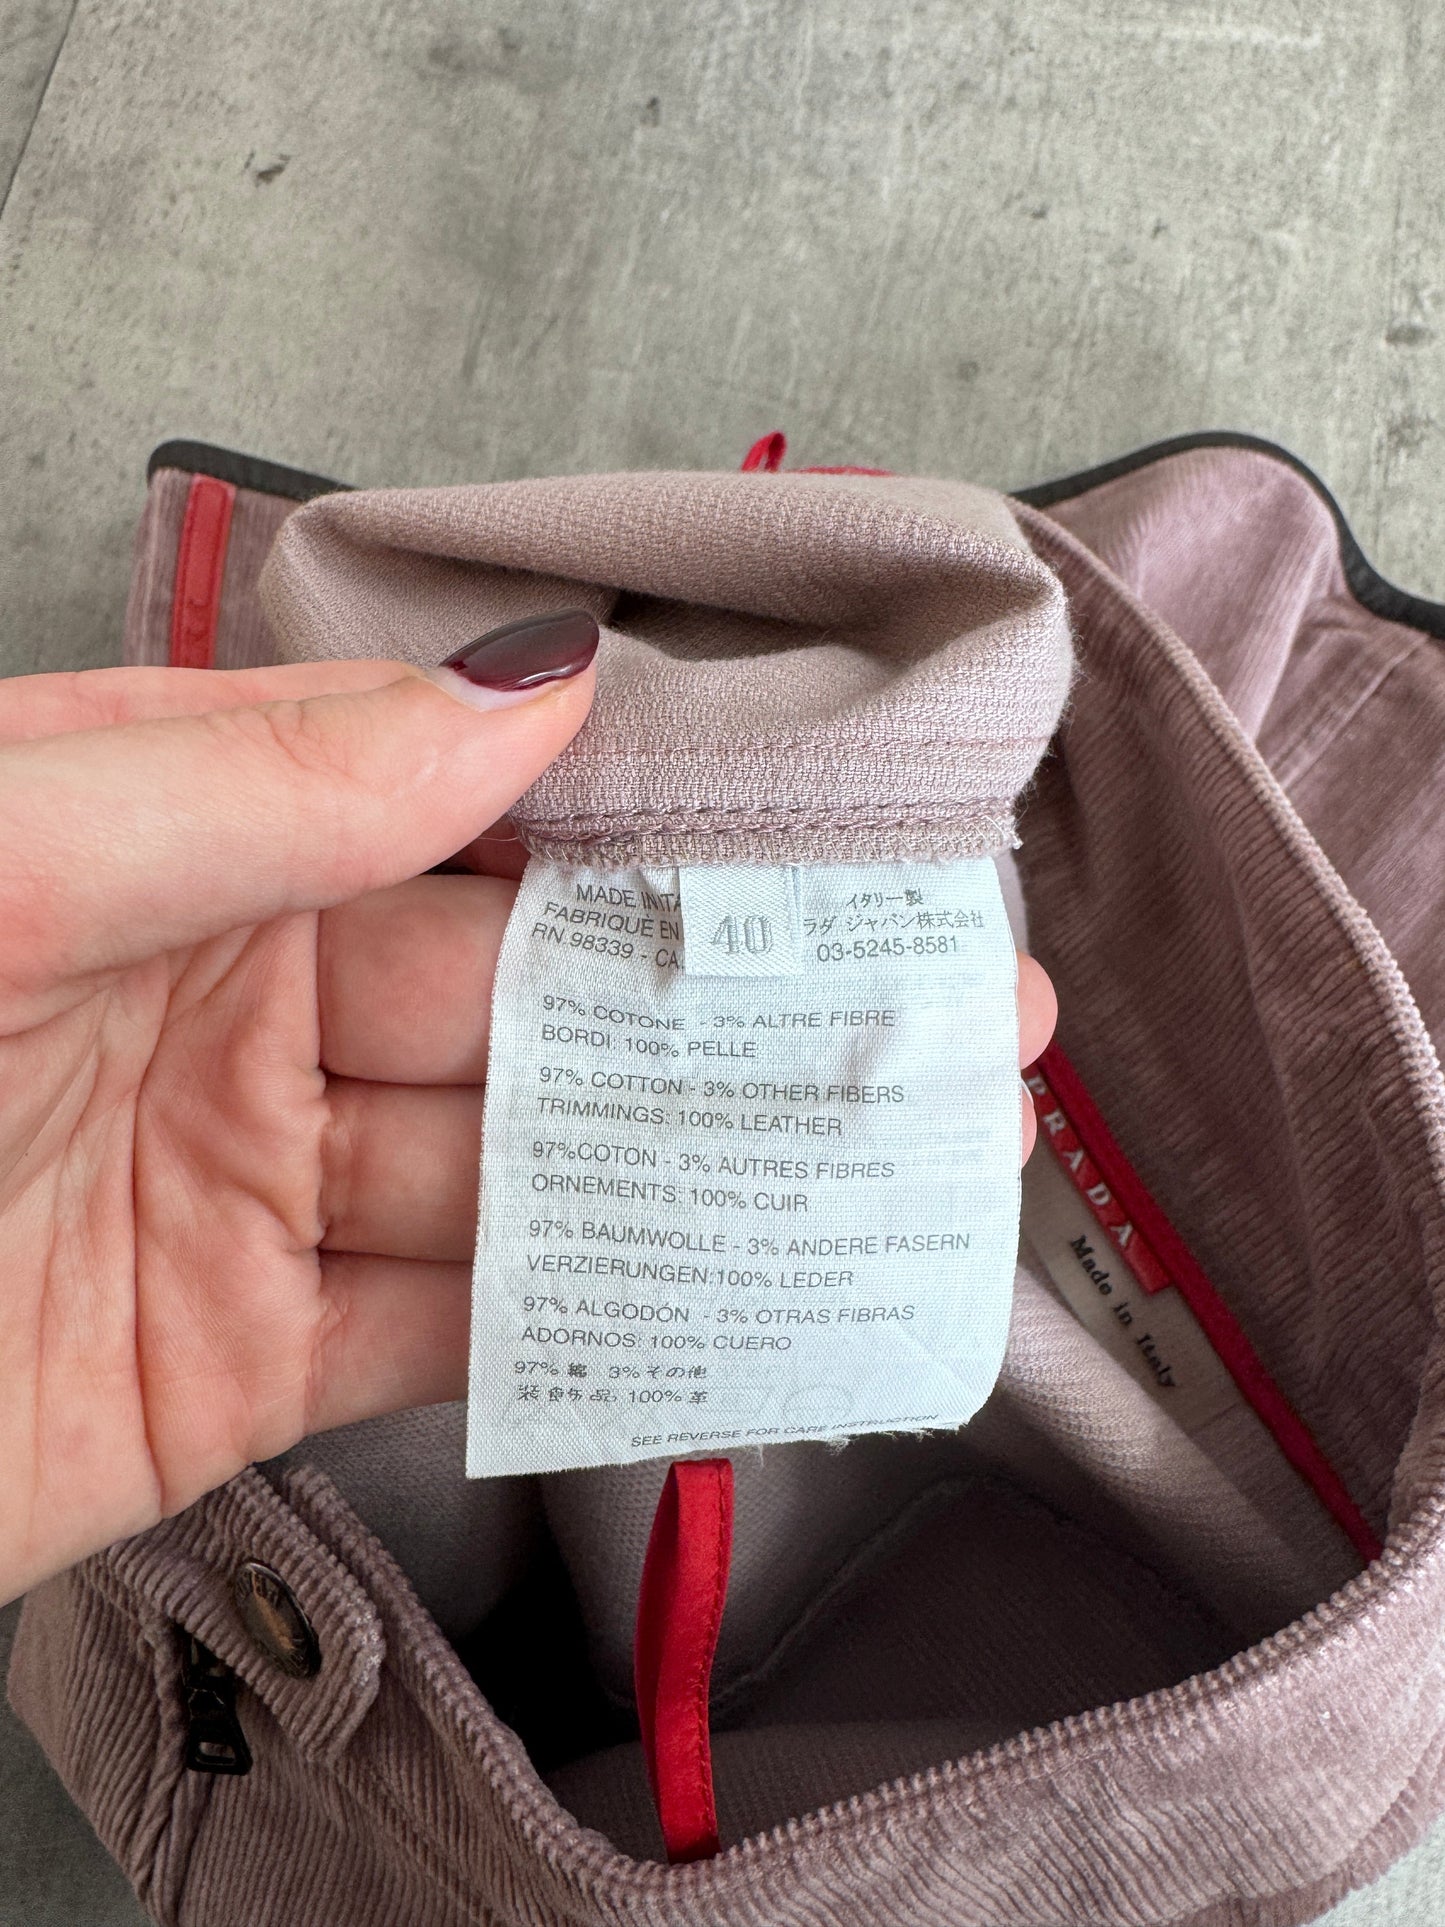 MADE IN ITA
FABRIQUÉ EN
RN 98339 - CA
40
イタリー製
ラダ ジャパン株式会社
03-5245-8581
97% COTONE - 3% ALTRE FIBRE
BORDI: 100% PELLE
97% COTTON - 3% OTHER FIBERS
TRIMMINGS: 100% LEATHER
97%COTON - 3% AUTRES FIBRES
ORNEMENTS: 100% CUIR
97% BAUMWOLLE - 3% ANDERE FASERN
VERZIERUNGEN:100% LEDER
97% ALGODÓN - 3% OTRAS FIBRAS
ADORNOS: 100% CUERO
97% 綿 3% その他
装飾品: 100% 革
SEE REVERSE FOR CARE INSTRUCTION
PRADA
Made in Italy